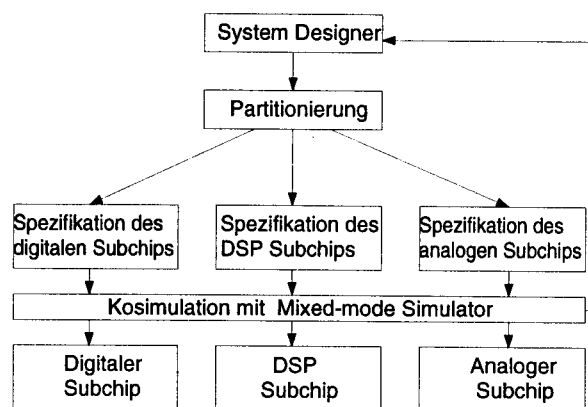 System Designer
Partitionierung
Spezifikation des
digitalen Subchips
Spezifikation des
DSP Subchips
Spezifikation des
analogen Subchips
Kosimulation mit Mixed-mode Simulator
Digitaler
Subchip
DSP
Subchip
Analoger
Subchip